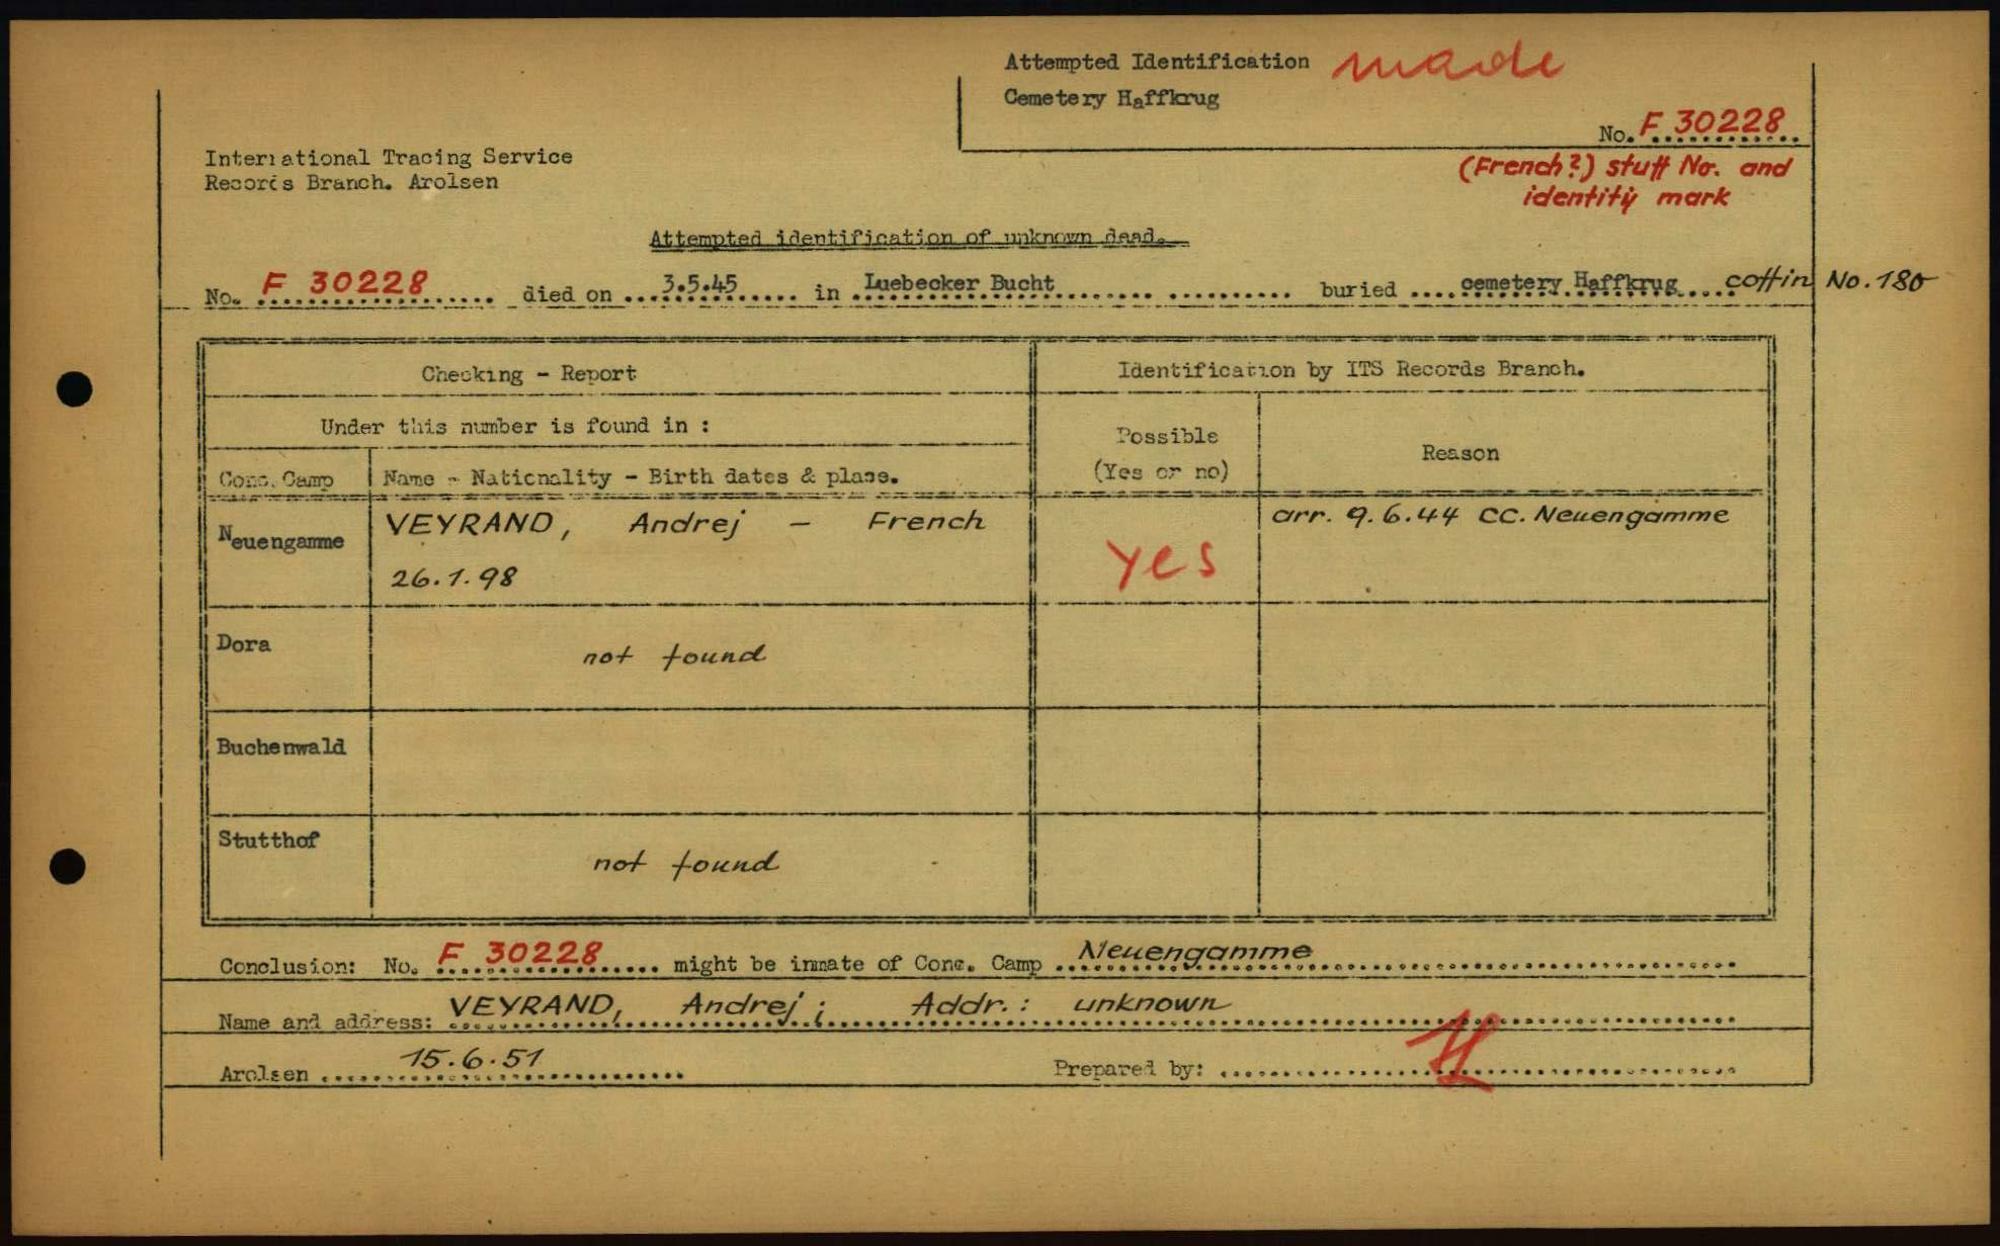 Attempted Identification made
Cemetery Haffkrug
No. F 30228
(French?) stuff No. and
identity mark
International Tracing Service
Records Branch. Arolsen
Attempted identification of unknown dead.
No. F 30228 died on 3.5.45 in Luebecker Bucht buried cemetery Haffkrug coffin No. 180
Checking - Report
Identification by ITS Records Branch.
Under this number is found in :
Possible
(Yes or no)
Reason
Conc. Camp
Name - Nationality - Birth dates & place.
Neuengamme
VEYRAND, Andrej - French
26.1.98
yes
arr. 9.6.44 CC. Neuengamme
Dora
not found
Buchenwald
Stutthof
not found
Conclusion: No. F 30228 might be inmate of Conc. Camp Neuengamme
Name and address: VEYRAND, Andrej; Addr.: unknown
Arolsen 15.6.51
Prepared by: